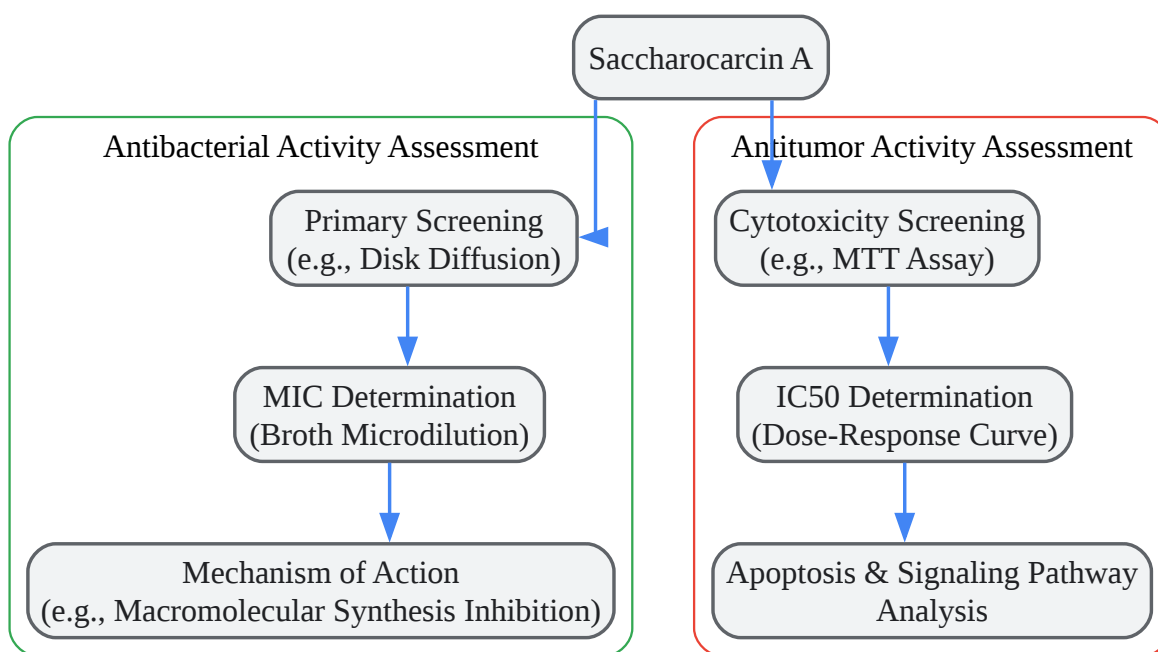 Saccharocarcin A
Antibacterial Activity Assessment
Primary Screening
(e.g., Disk Diffusion)
MIC Determination
(Broth Microdilution)
Mechanism of Action
(e.g., Macromolecular Synthesis Inhibition)
Antitumor Activity Assessment
Cytotoxicity Screening
(e.g., MTT Assay)
IC50 Determination
(Dose-Response Curve)
Apoptosis & Signaling Pathway
Analysis